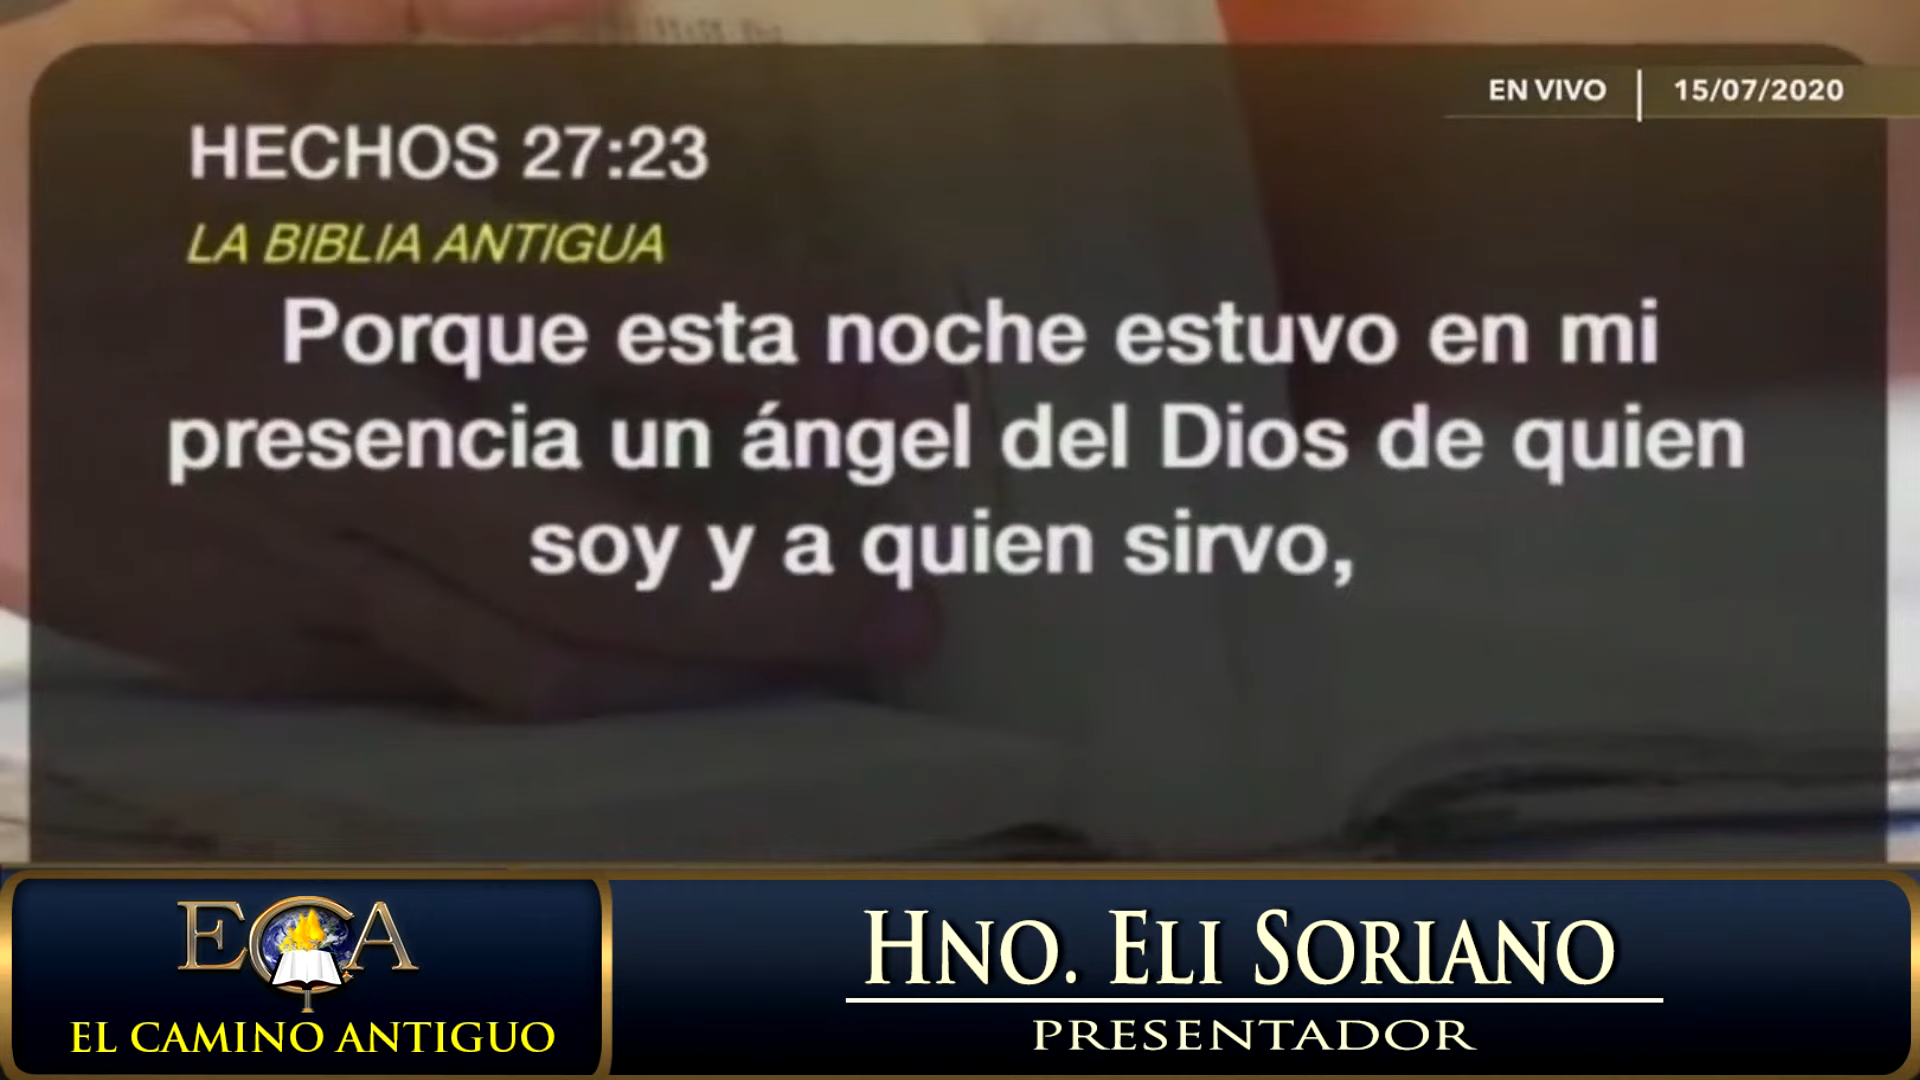 EN VIVO | 15/07/2020
HECHOS 27:23
LA BIBLIA ANTIGUA
Porque esta noche estuvo en mi
presencia un ángel del Dios de quien
soy y a quien sirvo,
ECA
EL CAMINO ANTIGUO
HNO. ELI SORIANO
PRESENTADOR